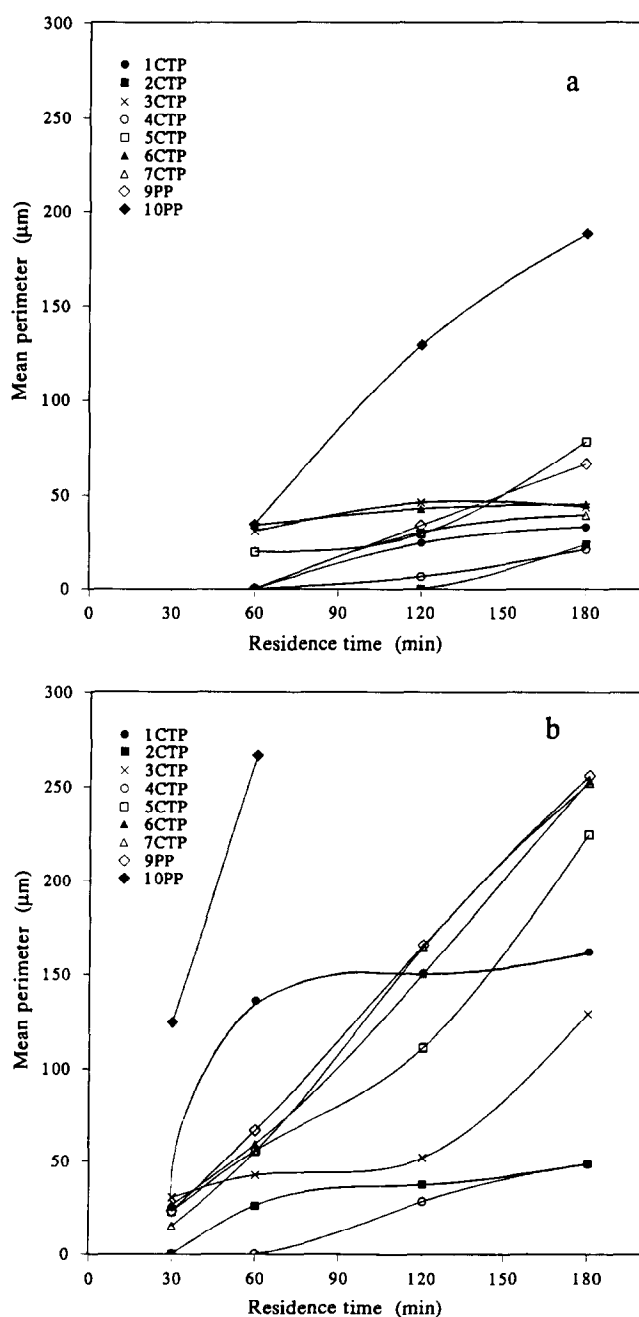 300
250
200
150
100
50
0
Mean perimeter (μm)
1CTP
2CTP
3CTP
4CTP
5CTP
6CTP
7CTP
9PP
10PP
a
0 30 60 90 120 150 180
Residence time (min)
300
250
200
150
100
50
0
Mean perimeter (μm)
1CTP
2CTP
3CTP
4CTP
5CTP
6CTP
7CTP
9PP
10PP
b
0 30 60 90 120 150 180
Residence time (min)